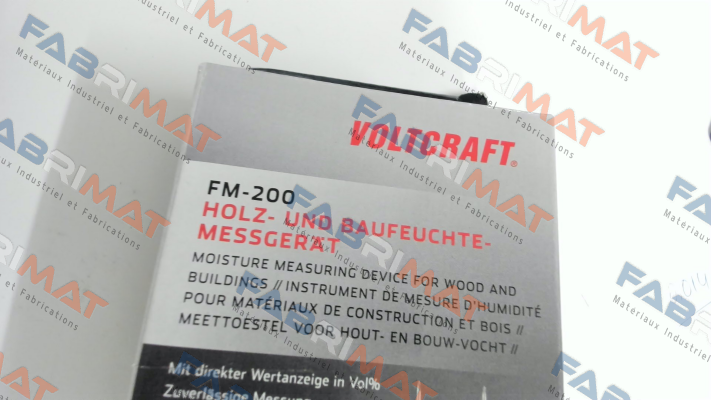 VOLTCRAFT®
FM-200
HOLZ- UND BAUFEUCHTE-
MESSGERÄT
MOISTURE MEASURING DEVICE FOR WOOD AND
BUILDINGS // INSTRUMENT DE MESURE D'HUMIDITÉ
POUR MATÉRIAUX DE CONSTRUCTION ET BOIS //
MEETTOESTEL VOOR HOUT- EN BOUW-VOCHT //
Mit direkter Wertanzeige in Vol%
Zuverlässige
FABRIMAT
Matériaux Industriel et Fabrications